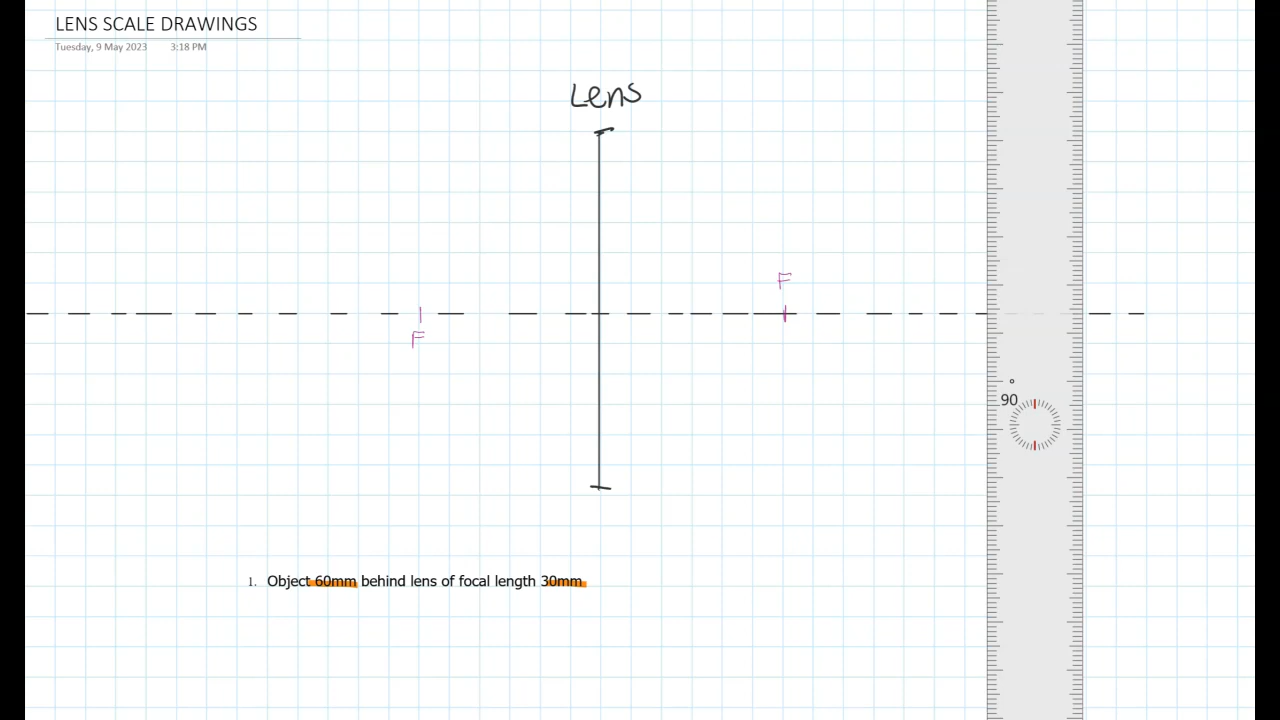 LENS SCALE DRAWINGS
Tuesday, 9 May 2023 3:18 PM
Lens
F
F
90°
1. Object 60mm behind lens of focal length 30mm